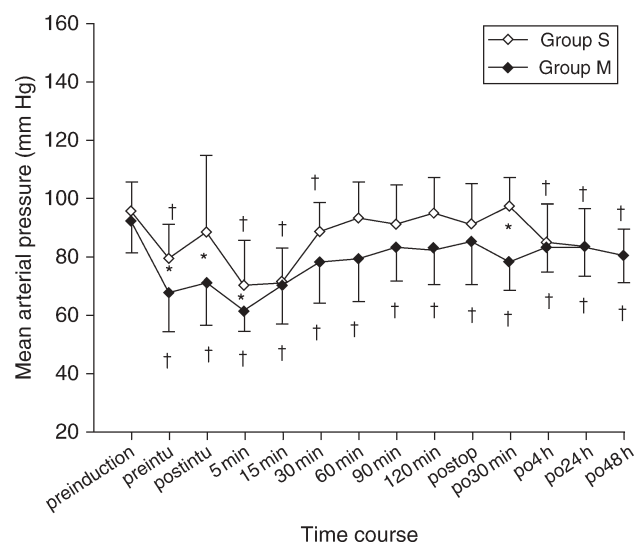 160
140
120
100
80
60
40
20
Mean arterial pressure (mm Hg)
Group S
Group M
†
†
†
†
†
†
†
*
*
*
*
†
†
†
†
†
†
†
†
†
†
†
†
†
preinduction
preintu
postintu
5 min
15 min
30 min
60 min
90 min
120 min
postop
po30 min
po4 h
po24 h
po48 h
Time course